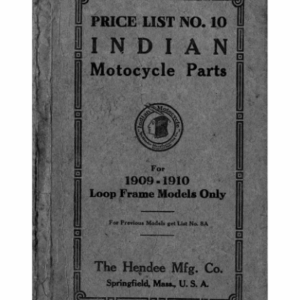 PRICE LIST NO. 10
INDIAN
Motocycle Parts
For
1909-1910
Loop Frame Models Only
For Previous Models get List No. 8A
The Hendee Mfg. Co.
Springfield, Mass., U. S. A.